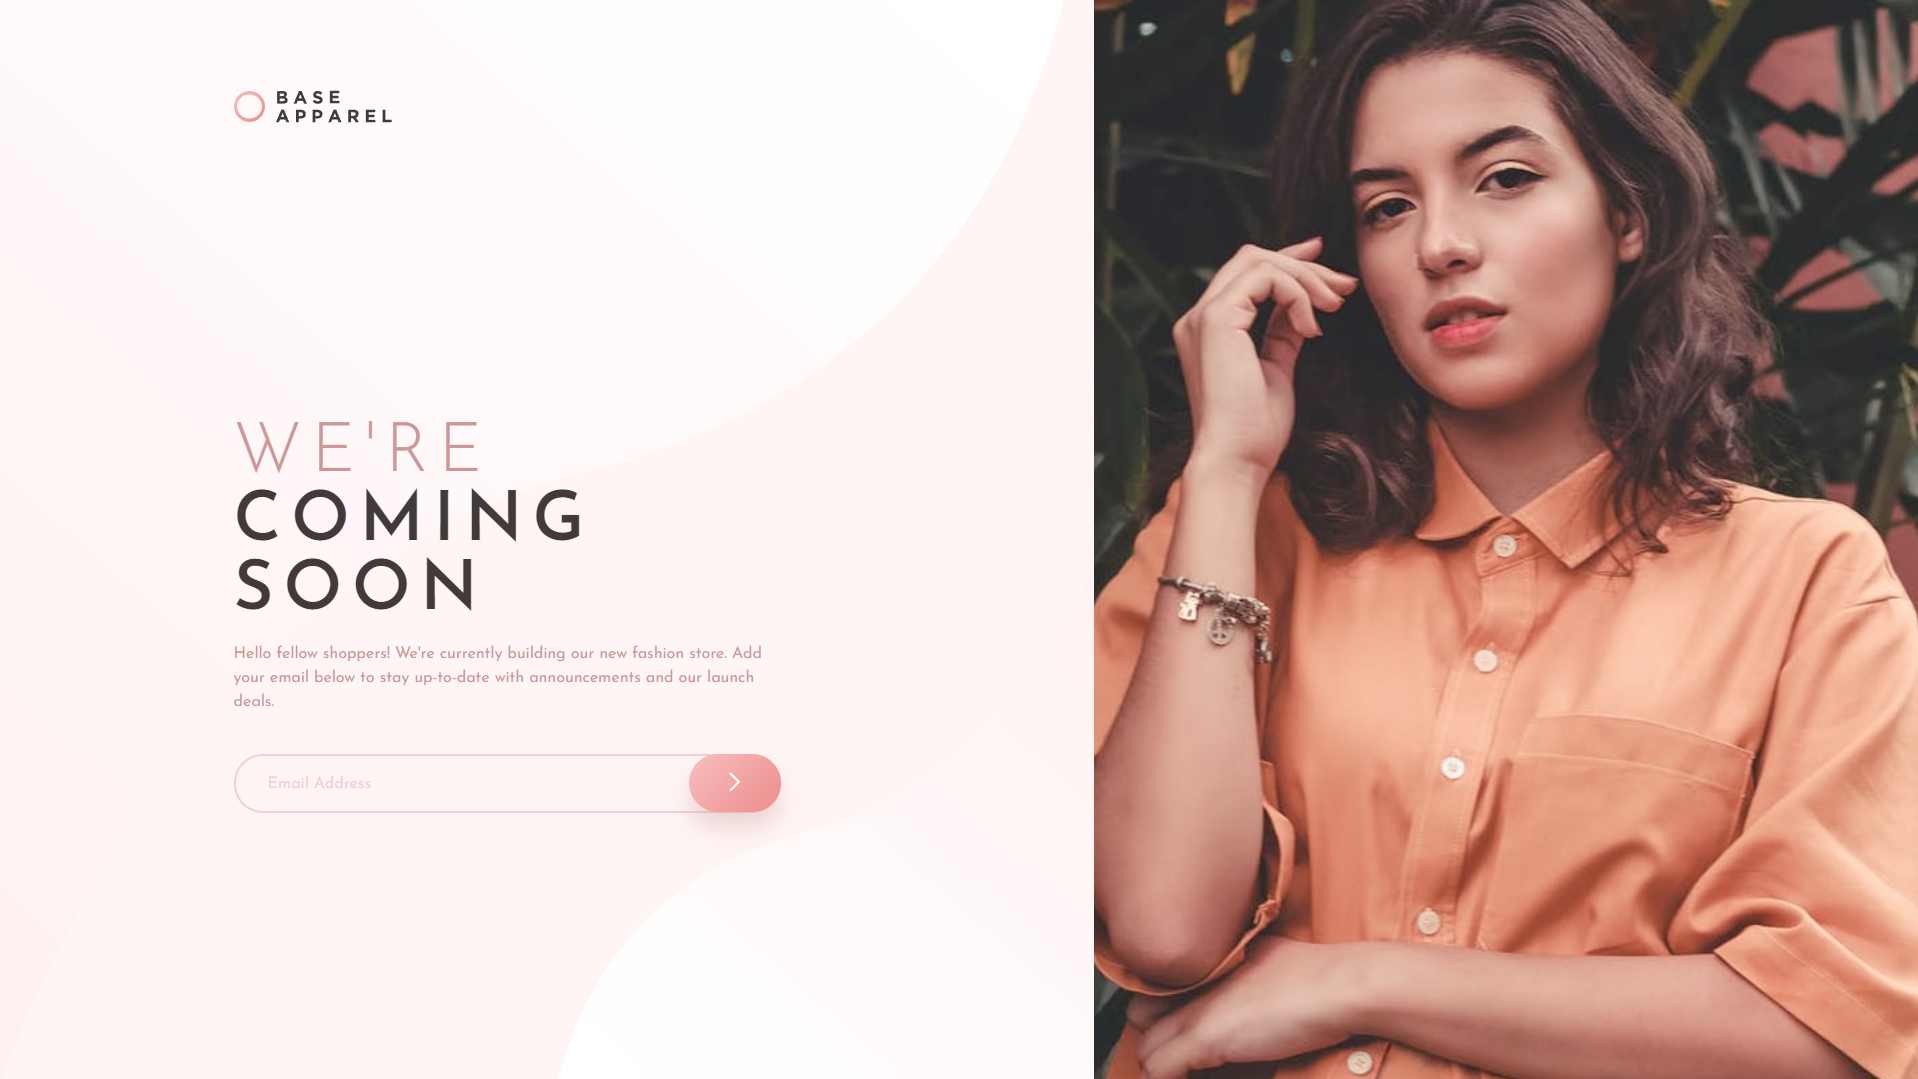 BASE
APPAREL
WE'RE
COMING
SOON
Hello fellow shoppers! We're currently building our new fashion store. Add
your email below to stay up-to-date with announcements and our launch
deals.
Email Address